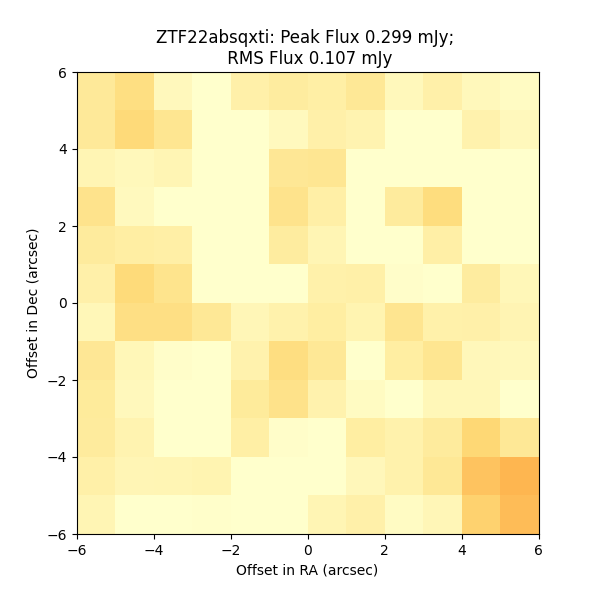 ZTF22absqxti: Peak Flux 0.299 mJy;
RMS Flux 0.107 mJy
6
4
2
0
−2
−4
−6
Offset in Dec (arcsec)
−6 −4 −2 0 2 4 6
Offset in RA (arcsec)